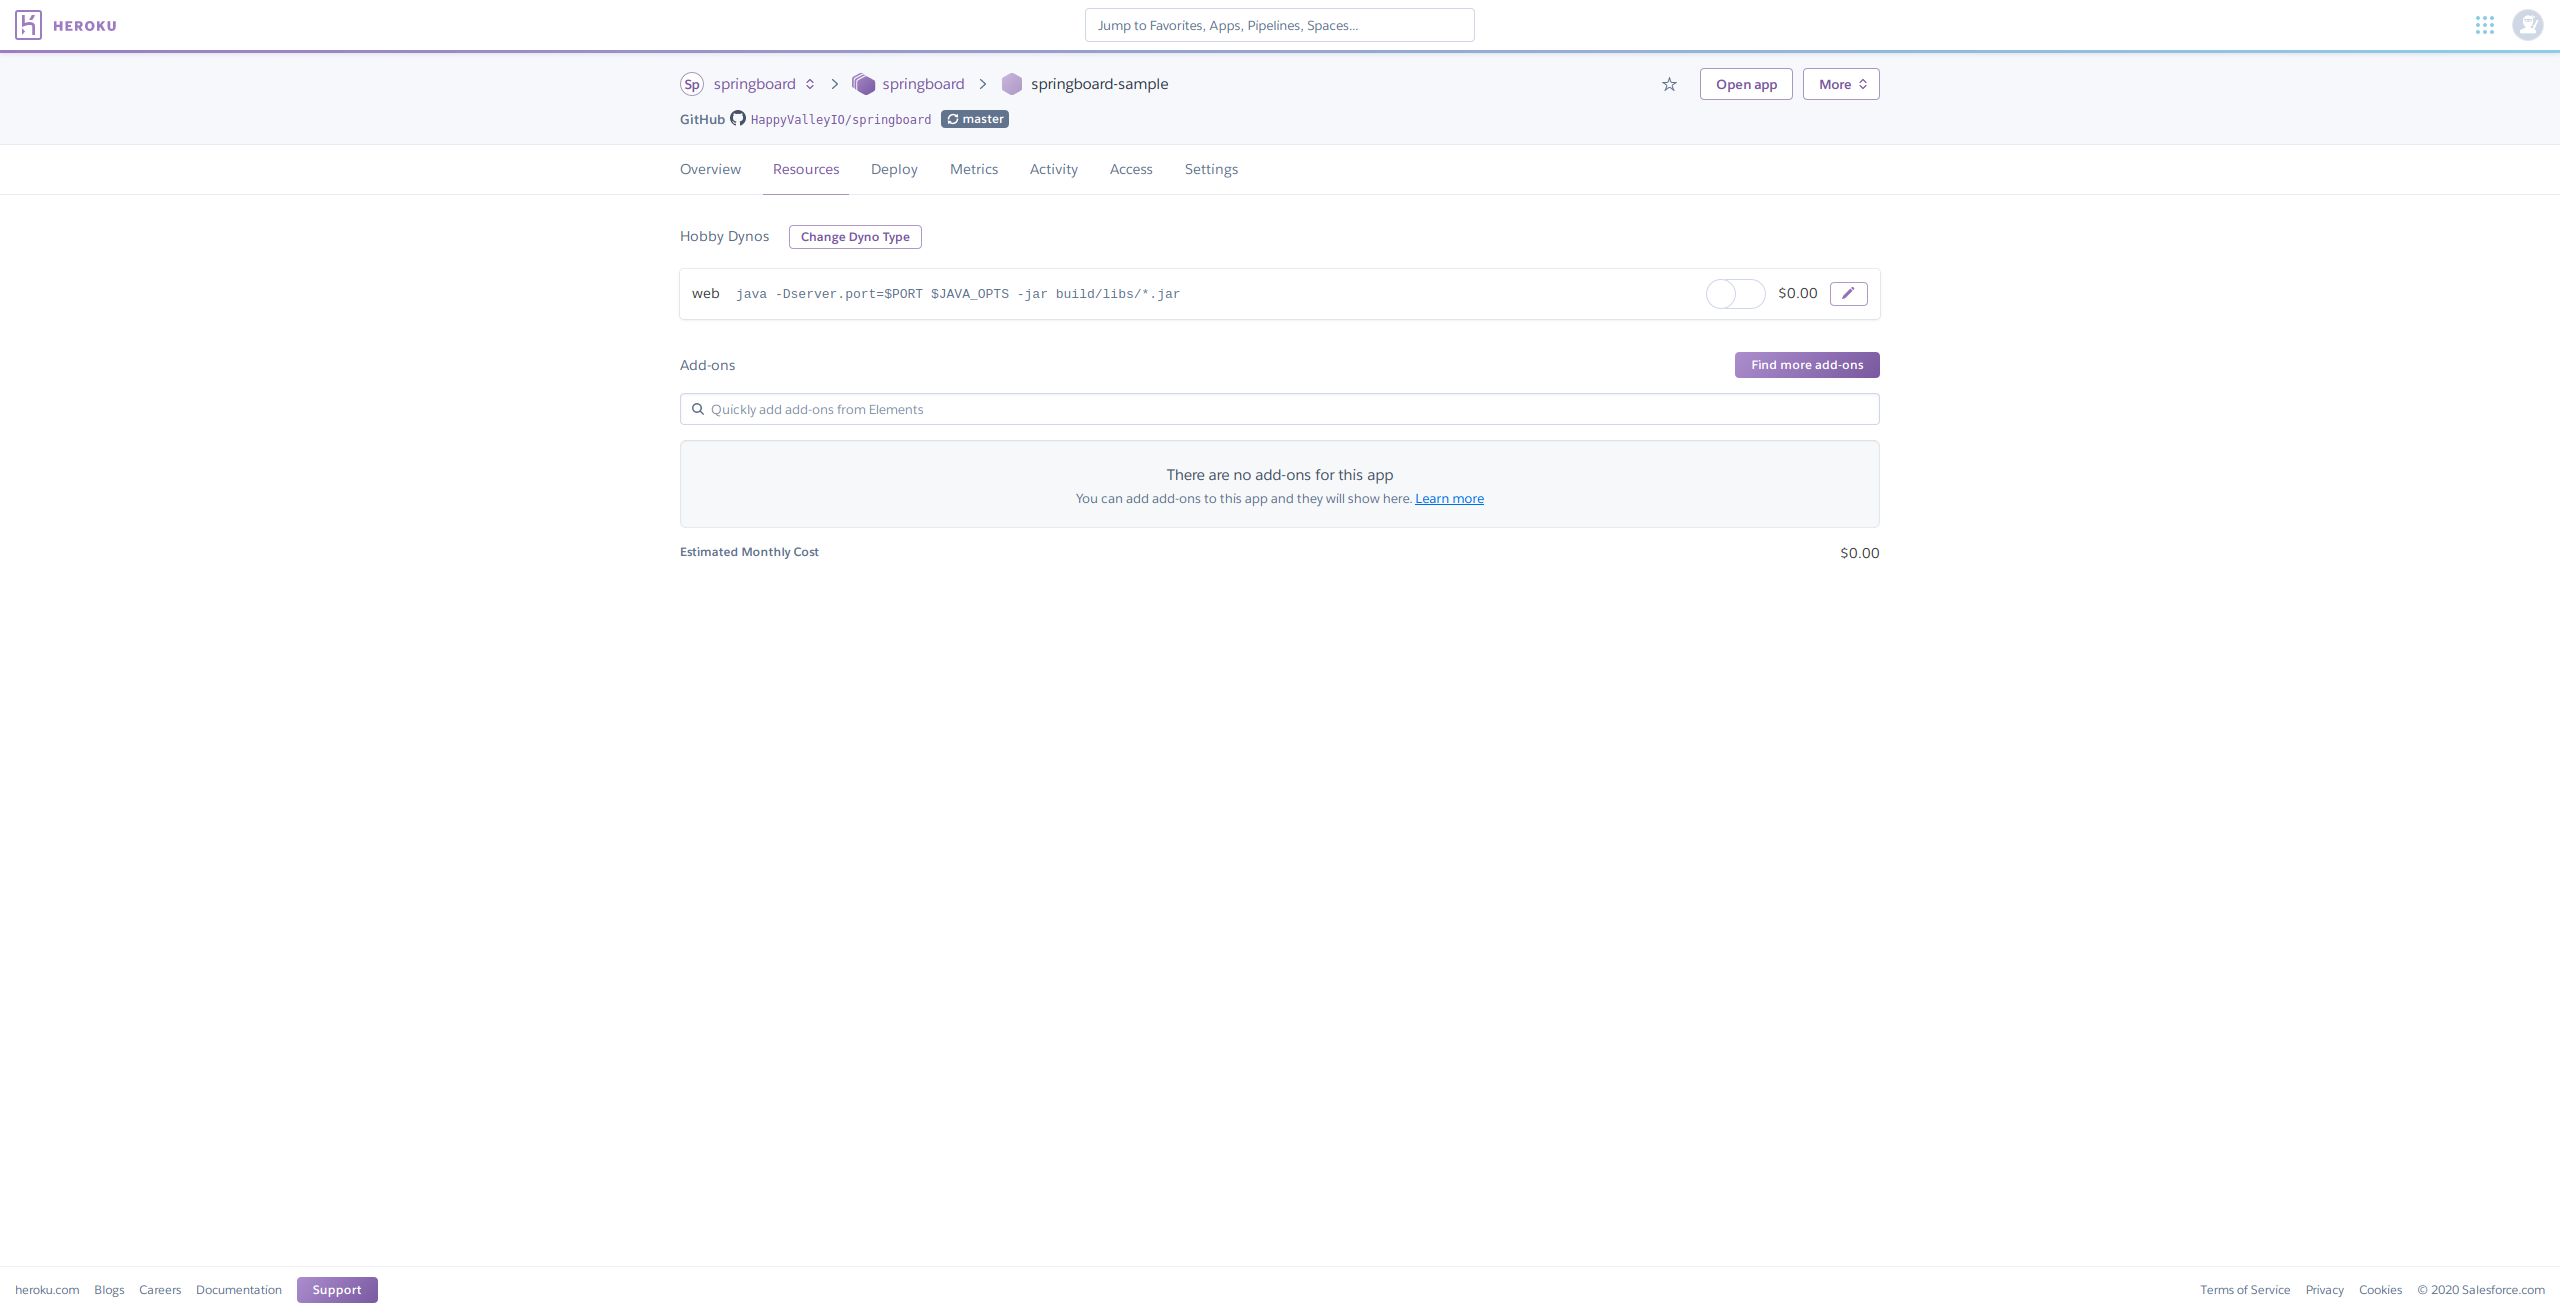 HEROKU
Jump to Favorites, Apps, Pipelines, Spaces...
Sp springboard springboard springboard-sample
Open app More
GitHub HappyValleyIO/springboard master
Overview Resources Deploy Metrics Activity Access Settings
Hobby Dynos Change Dyno Type
web java -Dserver.port=$PORT $JAVA_OPTS -jar build/libs/*.jar $0.00
Add-ons Find more add-ons
Quickly add add-ons from Elements
There are no add-ons for this app
You can add add-ons to this app and they will show here. Learn more
Estimated Monthly Cost $0.00
heroku.com Blogs Careers Documentation Support Terms of Service Privacy Cookies © 2020 Salesforce.com